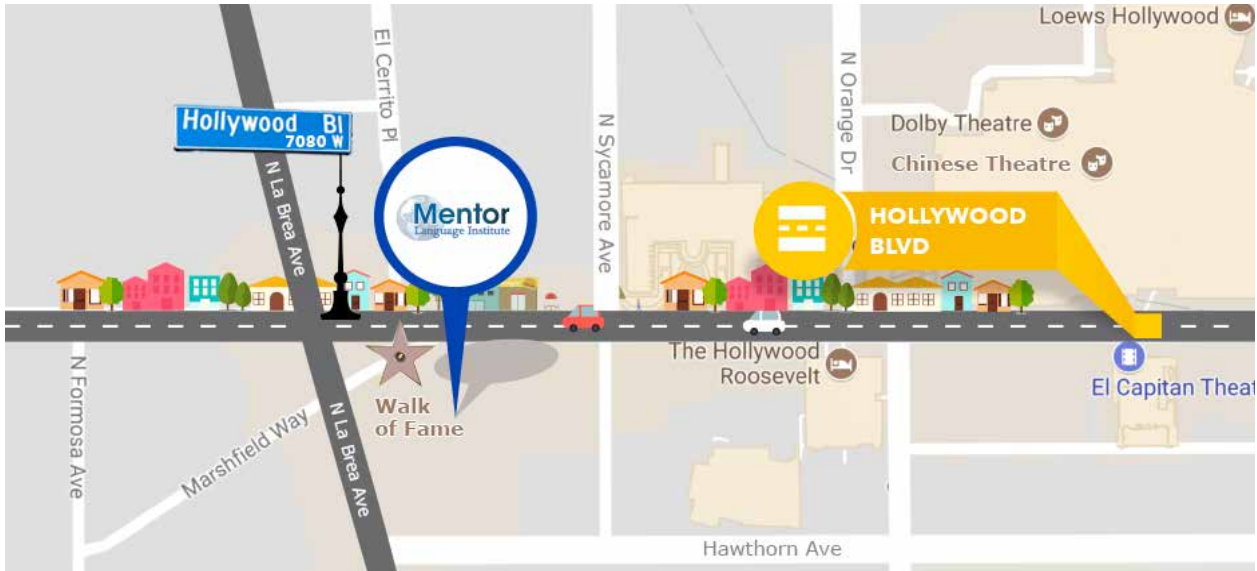 Loews Hollywood
El Cerrito Pl
N Orange Dr
Hollywood Bl
7080 W
N Sycamore Ave
Dolby Theatre
Chinese Theatre
N La Brea Ave
Mentor
Language Institute
HOLLYWOOD
BLVD
The Hollywood
Roosevelt
El Capitan Theat
N Formosa Ave
Walk
of Fame
Marshfield Way
N La Brea Ave
Hawthorn Ave